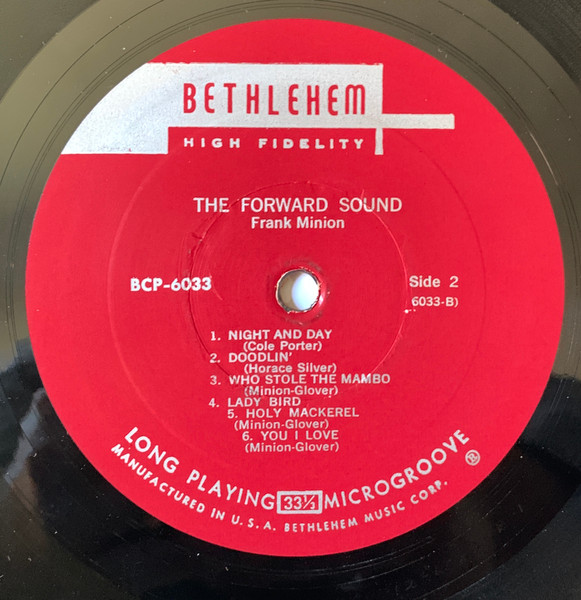 BETHLEHEM
HIGH FIDELITY
THE FORWARD SOUND
Frank Minion
BCP-6033
Side 2
6033-B)
1. NIGHT AND DAY
(Cole Porter)
2. DOODLIN'
(Horace Silver)
3. WHO STOLE THE MAMBO
(Minion-Glover)
4. LADY BIRD
5. HOLY MACKEREL
(Minion-Glover)
6. YOU I LOVE
(Minion-Glover)
LONG PLAYING 33⅓ MICROGROOVE ®
MANUFACTURED IN U.S.A. BETHLEHEM MUSIC CORP.